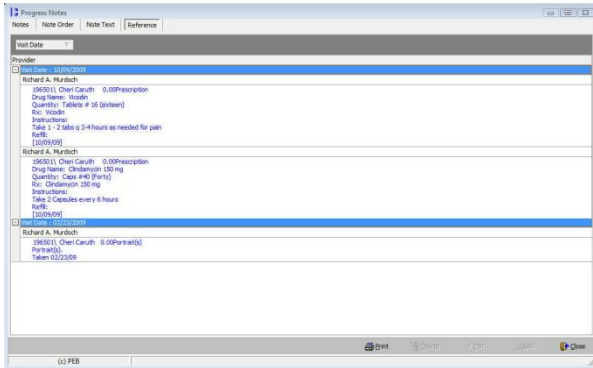 Progress Notes
Notes Note Order Note Text Reference
Visit Date
Provider
Visit Date : 10/09/2009
Richard A. Murdoch
196501\ Cheri Caruth 0.00Prescription
Drug Name: Vicodin
Quantity: Tablets # 16 (sixteen)
Rx: Vicodin
Instructions:
Take 1 - 2 tabs q 3-4 hours as needed for pain
Refill:
[10/09/09]
Richard A. Murdoch
196501\ Cheri Caruth 0.00Prescription
Drug Name: Clindamycin 150 mg
Quantity: Caps #40 (Forty)
Rx: Clindamycin 150 mg
Instructions:
Take 2 Capsules every 6 hours
Refill:
[10/09/09]
Visit Date : 02/23/2009
Richard A. Murdoch
196501\ Cheri Caruth 0.00Portrait(s)
Portrait(s).
Taken 02/23/09
Print Delete Edit Add Close
(c) PEB